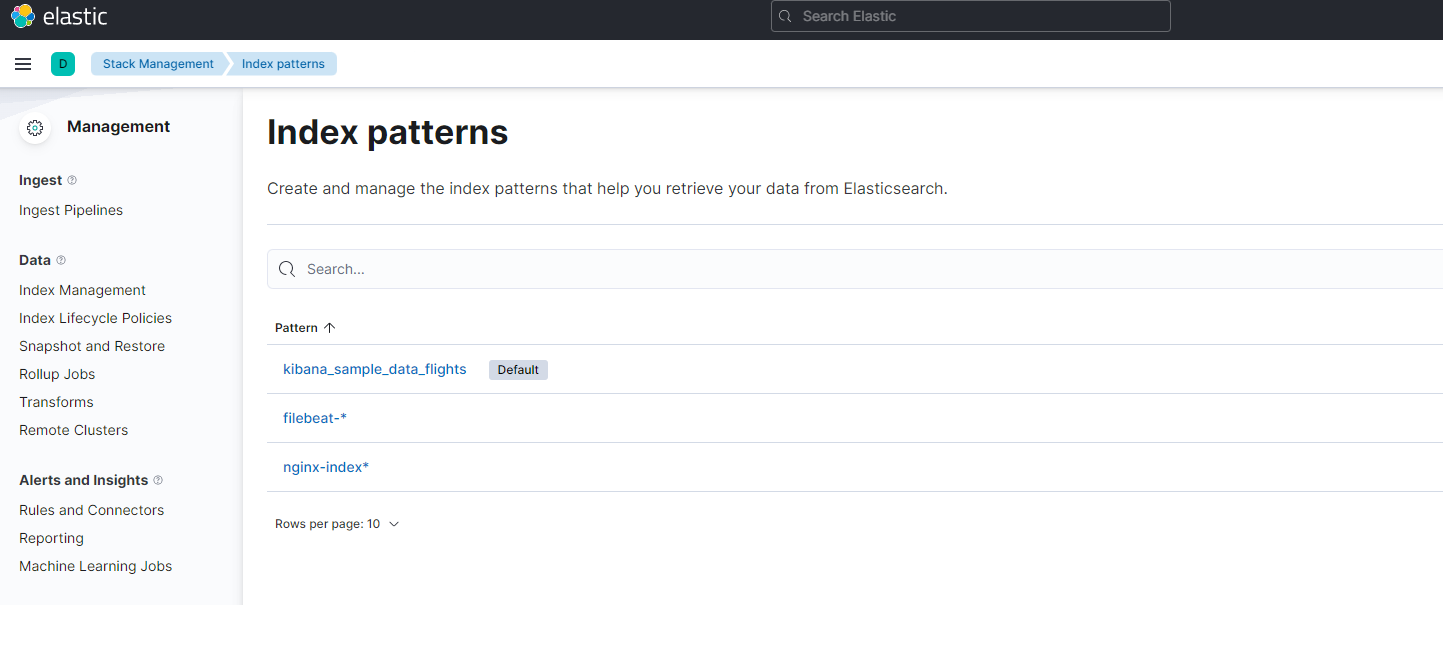 elastic
Search Elastic
D
Stack Management
Index patterns
Management
Ingest
Ingest Pipelines
Data
Index Management
Index Lifecycle Policies
Snapshot and Restore
Rollup Jobs
Transforms
Remote Clusters
Alerts and Insights
Rules and Connectors
Reporting
Machine Learning Jobs
Index patterns
Create and manage the index patterns that help you retrieve your data from Elasticsearch.
Search...
Pattern
kibana_sample_data_flights Default
filebeat-*
nginx-index*
Rows per page: 10